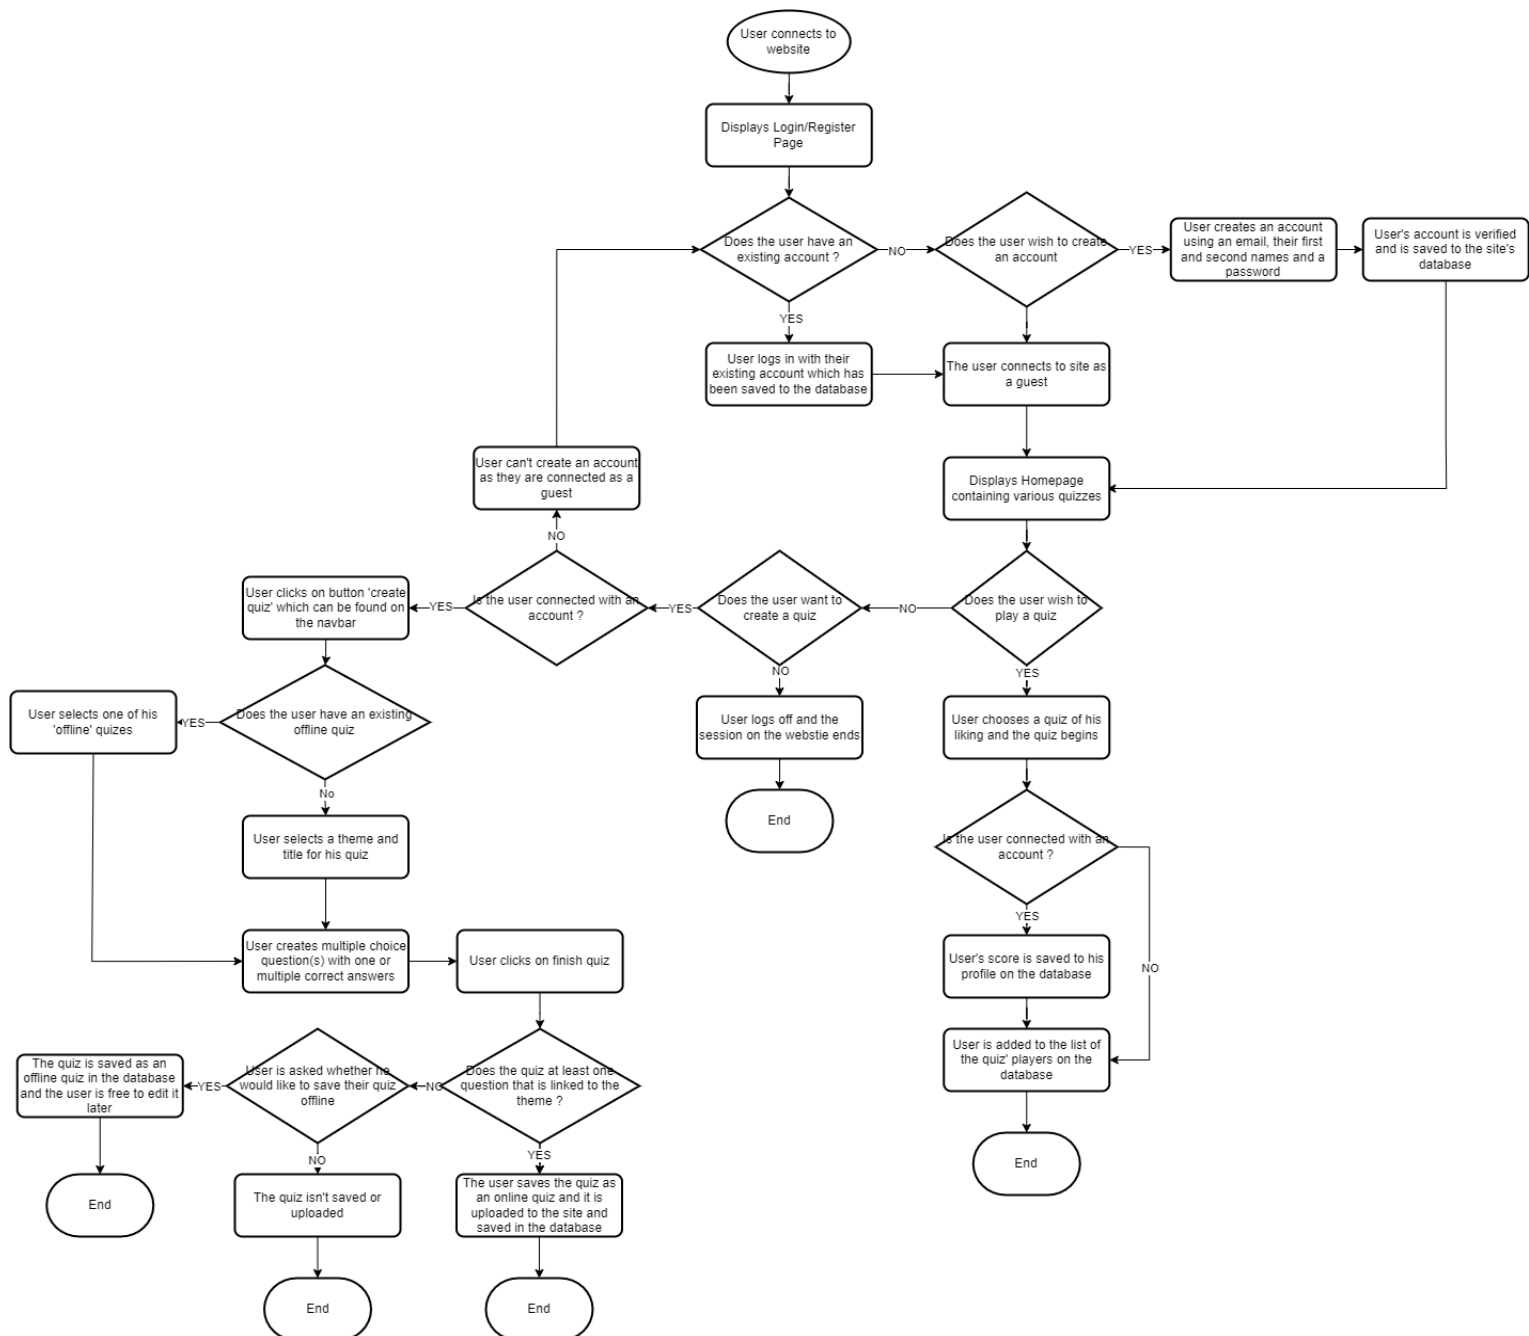 User connects to
website
Displays Login/Register
Page
Does the user have an
existing account ?
NO
Does the user wish to create
an account
YES
User creates an account
using an email, their first
and second names and a
password
User's account is verified
and is saved to the site's
database
YES
User logs in with their
existing account which has
been saved to the database
The user connects to site as
a guest
User can't create an account
as they are connected as a
guest
Displays Homepage
containing various quizzes
NO
User clicks on button 'create
quiz' which can be found on
the navbar
YES
Is the user connected with an
account ?
YES
Does the user want to
create a quiz
NO
Does the user wish to
play a quiz
NO
YES
User selects one of his
'offline' quizes
YES
Does the user have an existing
offline quiz
User logs off and the
session on the webstie ends
User chooses a quiz of his
liking and the quiz begins
No
End
User selects a theme and
title for his quiz
Is the user connected with an
account ?
YES
User creates multiple choice
question(s) with one or
multiple correct answers
User clicks on finish quiz
User's score is saved to his
profile on the database
NO
The quiz is saved as an
offline quiz in the database
and the user is free to edit it
later
YES
User is asked whether he
would like to save their quiz
offline
NO
Does the quiz at least one
question that is linked to the
theme ?
User is added to the list of
the quiz' players on the
database
NO
YES
End
End
The quiz isn't saved or
uploaded
The user saves the quiz as
an online quiz and it is
uploaded to the site and
saved in the database
End
End